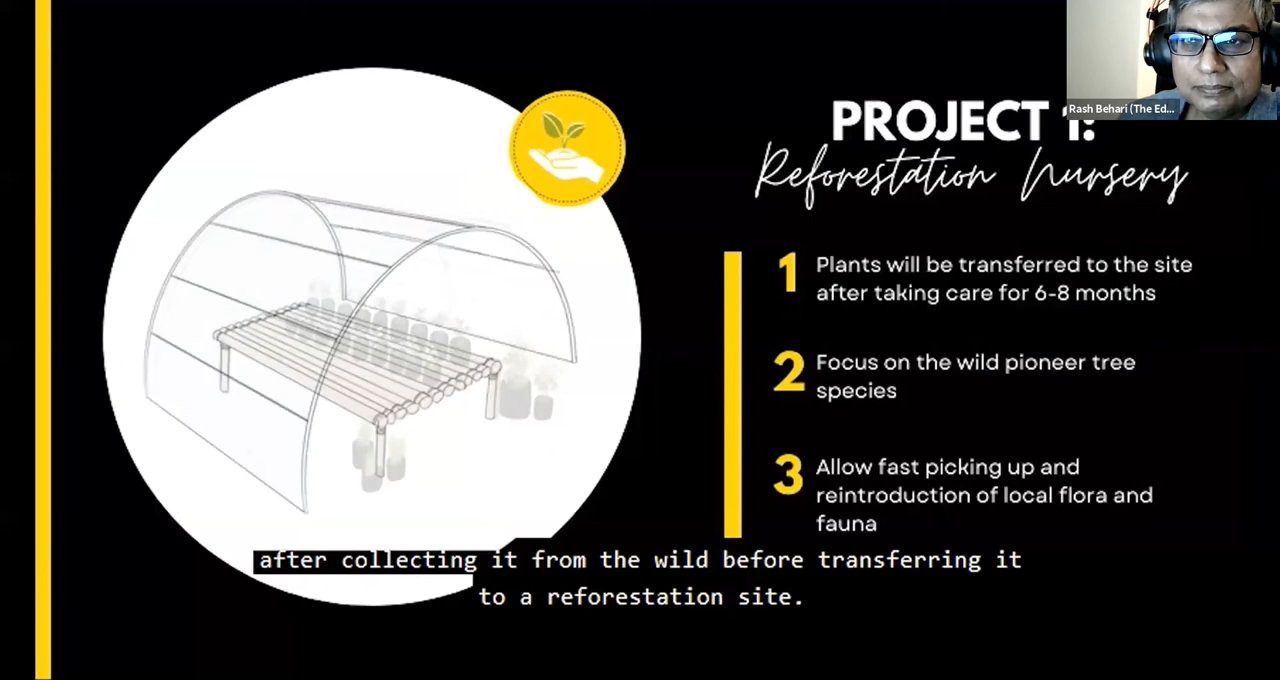 Rash Behari (The Ed...
PROJECT 1:
Reforestation Nursery
1 Plants will be transferred to the site
after taking care for 6-8 months
2 Focus on the wild pioneer tree
species
3 Allow fast picking up and
reintroduction of local flora and
fauna
after collecting it from the wild before transferring it
to a reforestation site.